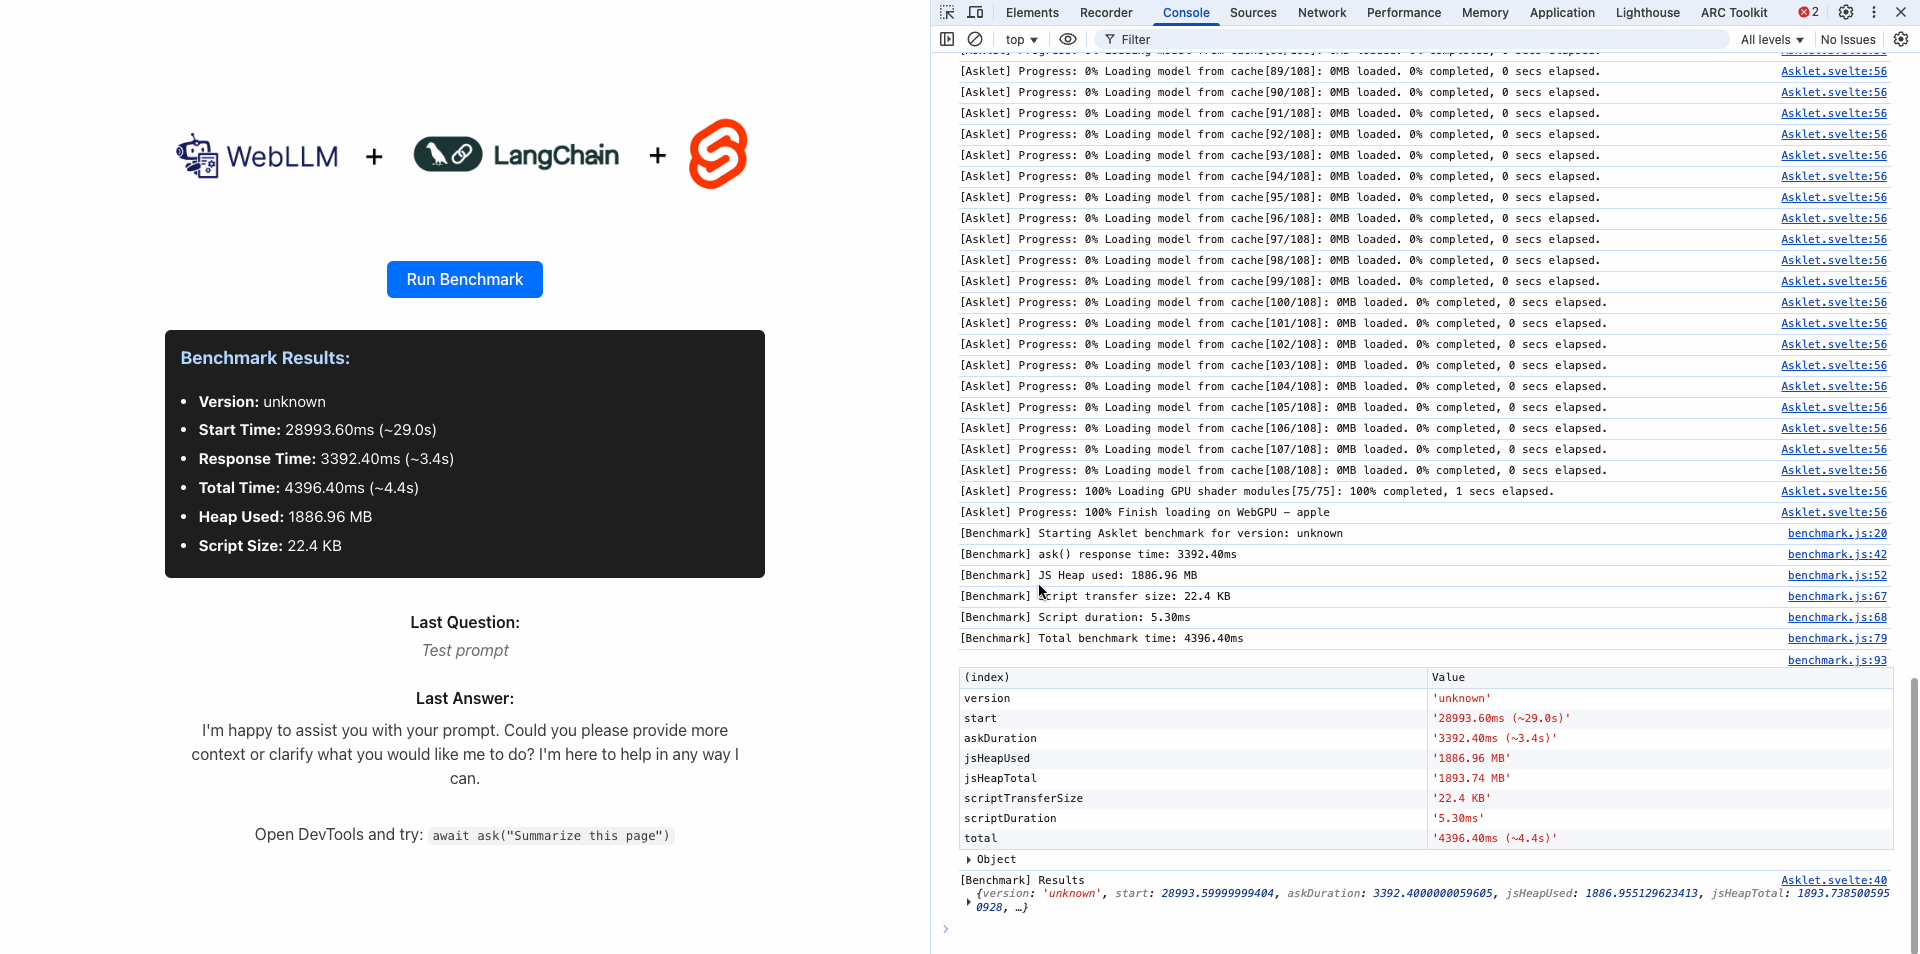 WebLLM + LangChain +
Run Benchmark
Benchmark Results:
• Version: unknown
• Start Time: 28993.60ms (~29.0s)
• Response Time: 3392.40ms (~3.4s)
• Total Time: 4396.40ms (~4.4s)
• Heap Used: 1886.96 MB
• Script Size: 22.4 KB
Last Question:
Test prompt
Last Answer:
I'm happy to assist you with your prompt. Could you please provide more
context or clarify what you would like me to do? I'm here to help in any way I
can.
Open DevTools and try: await ask("Summarize this page")
Elements Recorder Console Sources Network Performance Memory Application Lighthouse ARC Toolkit 2
top Filter All levels No Issues
[Asklet] Progress: 0% Loading model from cache[89/108]: 0MB loaded. 0% completed, 0 secs elapsed. Asklet.svelte:56
[Asklet] Progress: 0% Loading model from cache[90/108]: 0MB loaded. 0% completed, 0 secs elapsed. Asklet.svelte:56
[Asklet] Progress: 0% Loading model from cache[91/108]: 0MB loaded. 0% completed, 0 secs elapsed. Asklet.svelte:56
[Asklet] Progress: 0% Loading model from cache[92/108]: 0MB loaded. 0% completed, 0 secs elapsed. Asklet.svelte:56
[Asklet] Progress: 0% Loading model from cache[93/108]: 0MB loaded. 0% completed, 0 secs elapsed. Asklet.svelte:56
[Asklet] Progress: 0% Loading model from cache[94/108]: 0MB loaded. 0% completed, 0 secs elapsed. Asklet.svelte:56
[Asklet] Progress: 0% Loading model from cache[95/108]: 0MB loaded. 0% completed, 0 secs elapsed. Asklet.svelte:56
[Asklet] Progress: 0% Loading model from cache[96/108]: 0MB loaded. 0% completed, 0 secs elapsed. Asklet.svelte:56
[Asklet] Progress: 0% Loading model from cache[97/108]: 0MB loaded. 0% completed, 0 secs elapsed. Asklet.svelte:56
[Asklet] Progress: 0% Loading model from cache[98/108]: 0MB loaded. 0% completed, 0 secs elapsed. Asklet.svelte:56
[Asklet] Progress: 0% Loading model from cache[99/108]: 0MB loaded. 0% completed, 0 secs elapsed. Asklet.svelte:56
[Asklet] Progress: 0% Loading model from cache[100/108]: 0MB loaded. 0% completed, 0 secs elapsed. Asklet.svelte:56
[Asklet] Progress: 0% Loading model from cache[101/108]: 0MB loaded. 0% completed, 0 secs elapsed. Asklet.svelte:56
[Asklet] Progress: 0% Loading model from cache[102/108]: 0MB loaded. 0% completed, 0 secs elapsed. Asklet.svelte:56
[Asklet] Progress: 0% Loading model from cache[103/108]: 0MB loaded. 0% completed, 0 secs elapsed. Asklet.svelte:56
[Asklet] Progress: 0% Loading model from cache[104/108]: 0MB loaded. 0% completed, 0 secs elapsed. Asklet.svelte:56
[Asklet] Progress: 0% Loading model from cache[105/108]: 0MB loaded. 0% completed, 0 secs elapsed. Asklet.svelte:56
[Asklet] Progress: 0% Loading model from cache[106/108]: 0MB loaded. 0% completed, 0 secs elapsed. Asklet.svelte:56
[Asklet] Progress: 0% Loading model from cache[107/108]: 0MB loaded. 0% completed, 0 secs elapsed. Asklet.svelte:56
[Asklet] Progress: 0% Loading model from cache[108/108]: 0MB loaded. 0% completed, 0 secs elapsed. Asklet.svelte:56
[Asklet] Progress: 100% Loading GPU shader modules[75/75]: 100% completed, 1 secs elapsed. Asklet.svelte:56
[Asklet] Progress: 100% Finish loading on WebGPU – apple Asklet.svelte:56
[Benchmark] Starting Asklet benchmark for version: unknown benchmark.js:20
[Benchmark] ask() response time: 3392.40ms benchmark.js:42
[Benchmark] JS Heap used: 1886.96 MB benchmark.js:52
[Benchmark] Script transfer size: 22.4 KB benchmark.js:67
[Benchmark] Script duration: 5.30ms benchmark.js:68
[Benchmark] Total benchmark time: 4396.40ms benchmark.js:79
benchmark.js:93
(index) Value
version 'unknown'
start '28993.60ms (~29.0s)'
askDuration '3392.40ms (~3.4s)'
jsHeapUsed '1886.96 MB'
jsHeapTotal '1893.74 MB'
scriptTransferSize '22.4 KB'
scriptDuration '5.30ms'
total '4396.40ms (~4.4s)'
Object
[Benchmark] Results Asklet.svelte:40
{version: 'unknown', start: 28993.59999999404, askDuration: 3392.4000000059605, jsHeapUsed: 1886.955129623413, jsHeapTotal: 1893.738500595
0928, …}